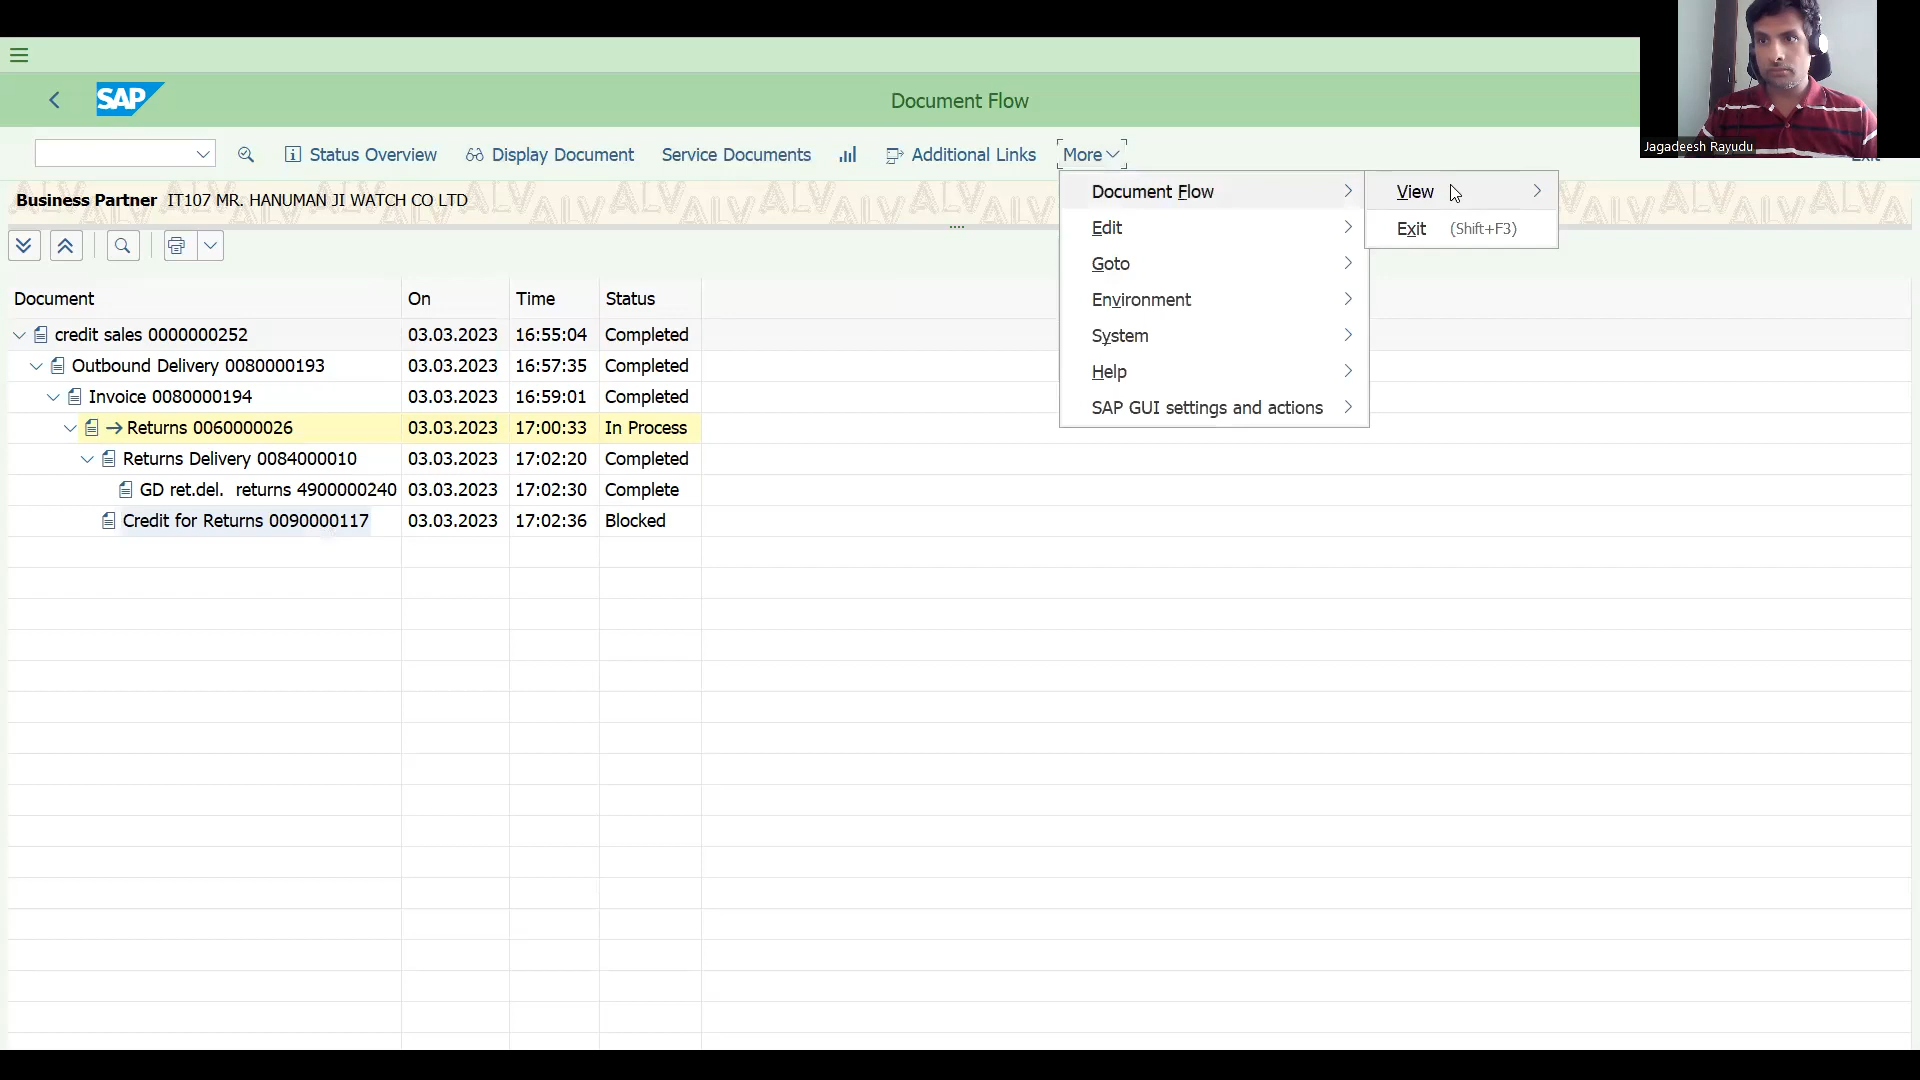 SAP
Document Flow
Jagadeesh Rayudu
Status Overview
Display Document
Service Documents
Additional Links
More
Business Partner IT107 MR. HANUMAN JI WATCH CO LTD
ALV ALV ALV ALV
Document Flow
Edit
Goto
Environment
System
Help
SAP GUI settings and actions
View
Exit (Shift+F3)
Document On Time Status
credit sales 0000000252 03.03.2023 16:55:04 Completed
Outbound Delivery 0080000193 03.03.2023 16:57:35 Completed
Invoice 0080000194 03.03.2023 16:59:01 Completed
Returns 0060000026 03.03.2023 17:00:33 In Process
Returns Delivery 0084000010 03.03.2023 17:02:20 Completed
GD ret.del. returns 4900000240 03.03.2023 17:02:30 Complete
Credit for Returns 0090000117 03.03.2023 17:02:36 Blocked